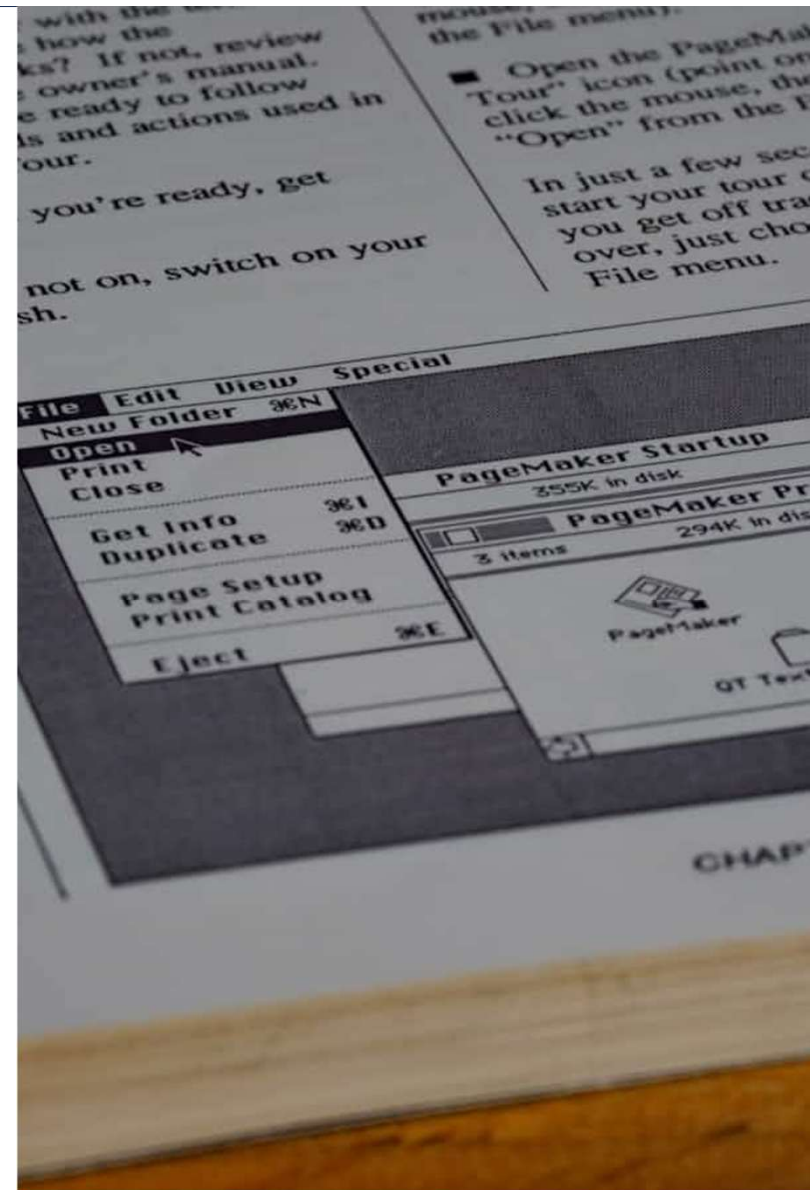 with the
how the
ks? If not, review
owner's manual.
ready to follow
ls and actions used in
our.
you're ready, get
not on, switch on your
sh.
the File menu).
■ Open the PageMak
Tour" icon (point on
click the mouse, the
"Open" from the
In just a few sec
start your tour
you get off tra
over, just cho
File menu.
File Edit View Special
New Folder ⌘N
Open
Print
Close
Get Info ⌘I
Duplicate ⌘D
Page Setup
Print Catalog
Eject ⌘E
PageMaker Startup
355K in disk
PageMaker Pr
3 items 294K in dis
PageMaker
QT Text
CHAPT